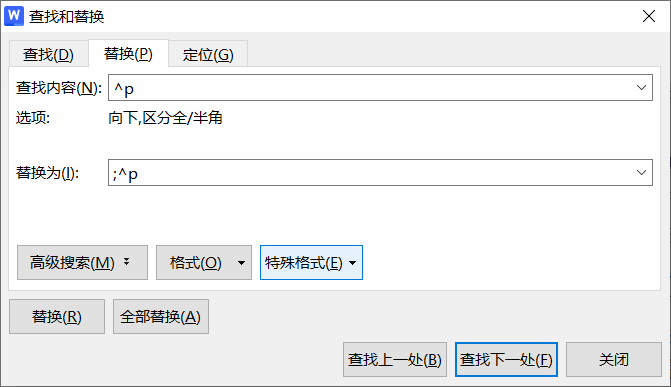 查找和替换
查找(D) 替换(P) 定位(G)
查找内容(N): ^p
选项: 向下,区分全/半角
替换为(I): ;^p
高级搜索(M) 格式(O) 特殊格式(E)
替换(R) 全部替换(A)
查找上一处(B) 查找下一处(F) 关闭